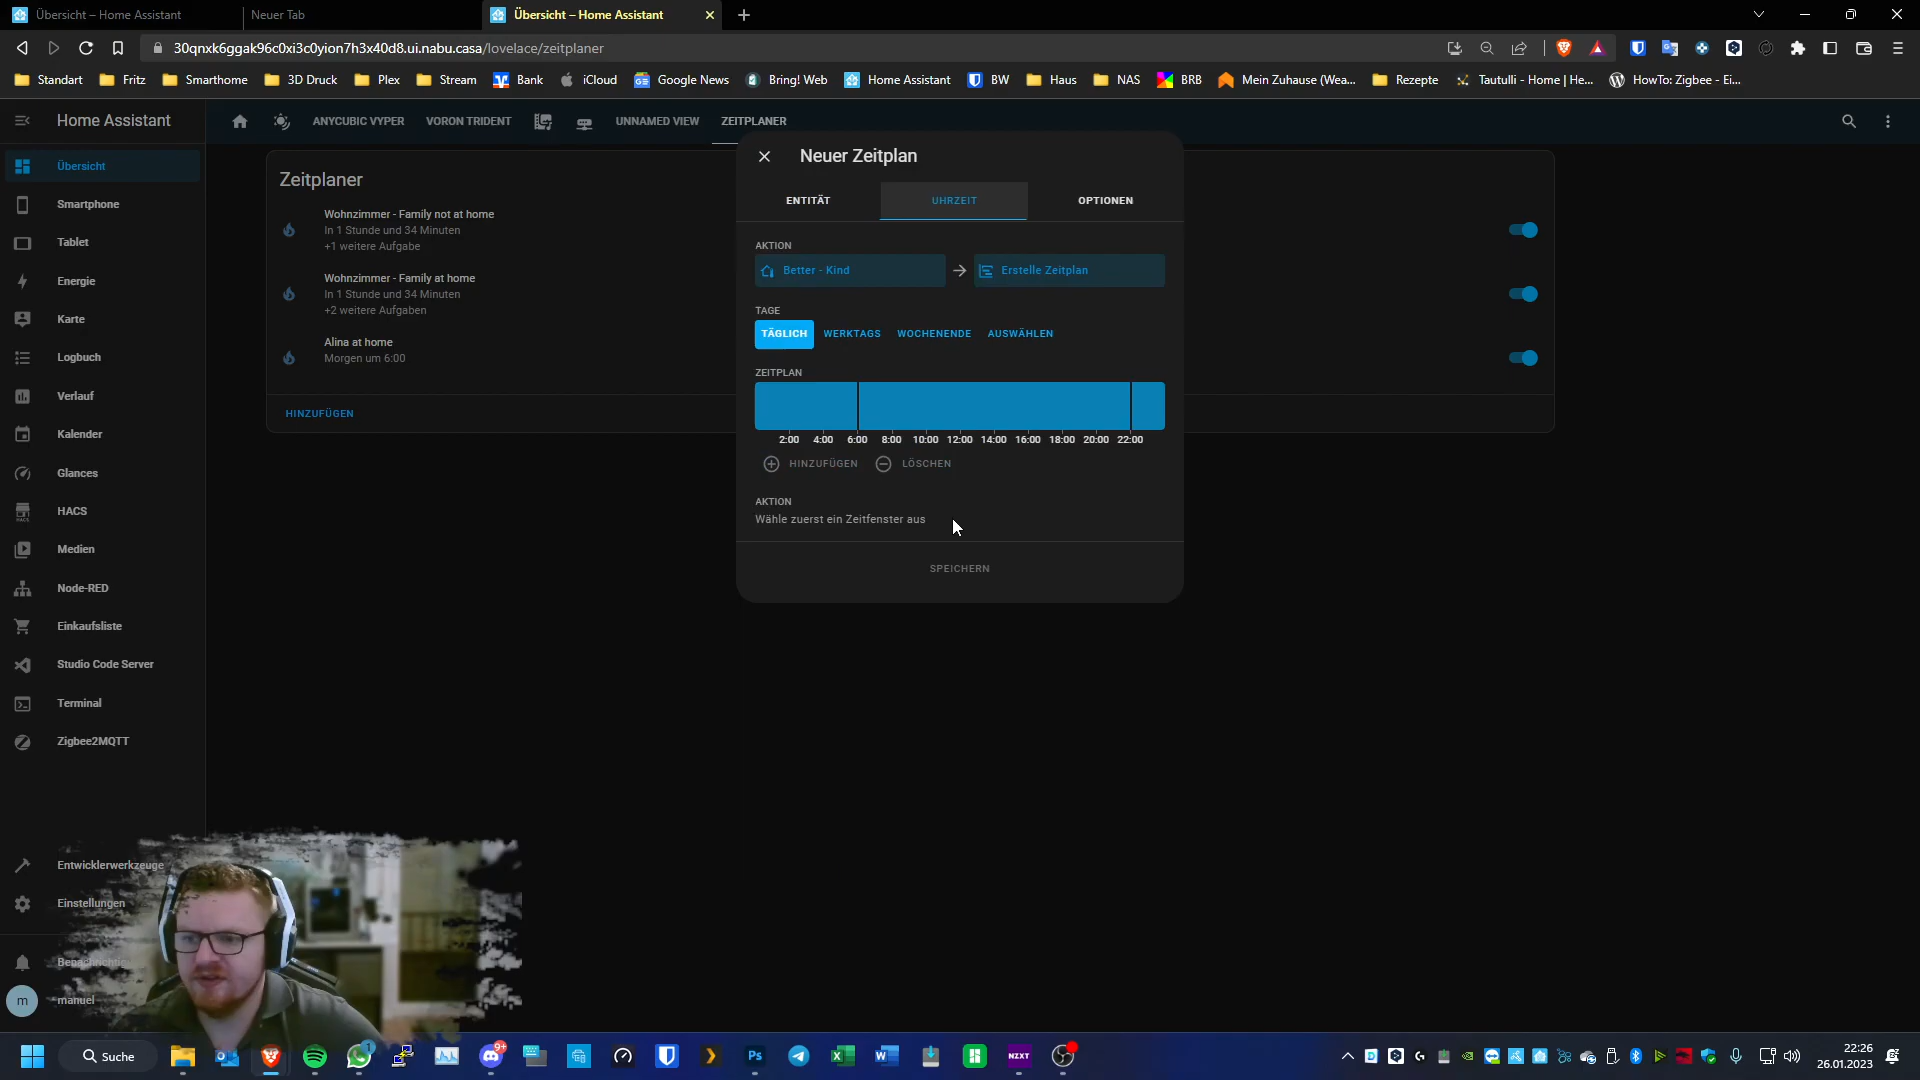 Übersicht – Home Assistant
Neuer Tab
Übersicht – Home Assistant
30qnxk6ggak96c0xi3c0yion7h3x40d8.ui.nabu.casa/lovelace/zeitplaner
Standart
Fritz
Smarthome
3D Druck
Plex
Stream
Bank
iCloud
Google News
Bring! Web
Home Assistant
BW
Haus
NAS
BRB
Mein Zuhause (Wea...
Rezepte
Tautulli - Home | He...
HowTo: Zigbee - Ei...
Home Assistant
ANYCUBIC VYPER
VORON TRIDENT
UNNAMED VIEW
ZEITPLANER
Übersicht
Smartphone
Tablet
Energie
Karte
Logbuch
Verlauf
Kalender
Glances
HACS
Medien
Node-RED
Einkaufsliste
Studio Code Server
Terminal
Zigbee2MQTT
Entwicklerwerkzeuge
Einstellungen
m
manuel
Zeitplaner
Wohnzimmer - Family not at home
In 1 Stunde und 34 Minuten
+1 weitere Aufgabe
Wohnzimmer - Family at home
In 1 Stunde und 34 Minuten
+2 weitere Aufgaben
Alina at home
Morgen um 6:00
HINZUFÜGEN
Neuer Zeitplan
ENTITÄT
UHRZEIT
OPTIONEN
AKTION
Better - Kind
Erstelle Zeitplan
TAGE
TÄGLICH
WERKTAGS
WOCHENENDE
AUSWÄHLEN
ZEITPLAN
2:00 4:00 6:00 8:00 10:00 12:00 14:00 16:00 18:00 20:00 22:00
HINZUFÜGEN
LÖSCHEN
AKTION
Wähle zuerst ein Zeitfenster aus
SPEICHERN
Suche
1
9+
Ps
NZXT
22:26
26.01.2023